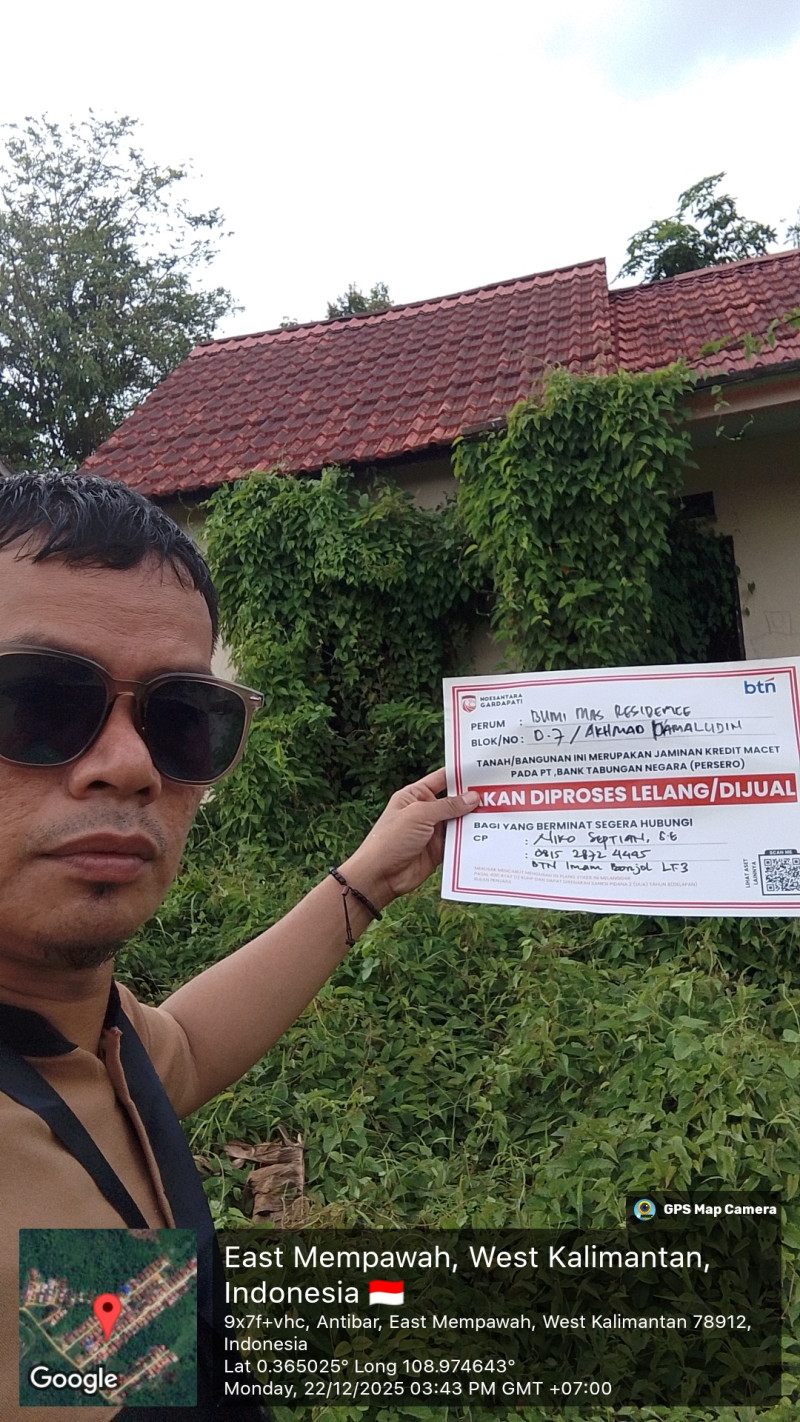 NOESANTARA
GARDAPATI
btn
PERUM : BUMI MAS RESIDENCE
BLOK/NO : D.7 / AKHMAD JAMALUDIN
TANAH/BANGUNAN INI MERUPAKAN JAMINAN KREDIT MACET
PADA PT ,BANK TABUNGAN NEGARA (PERSERO)
AKAN DIPROSES LELANG/DIJUAL
BAGI YANG BERMINAT SEGERA HUBUNGI
CP : NIKO SEPTIAN, S.E
: 0815 2872 4495
BTN Imam Bonjol LT3
LIHAT ASET
LAINNYA
SCAN ME
GPS Map Camera
East Mempawah, West Kalimantan,
Indonesia 🇮🇩
9x7f+vhc, Antibar, East Mempawah, West Kalimantan 78912,
Indonesia
Lat 0.365025° Long 108.974643°
Monday, 22/12/2025 03:43 PM GMT +07:00
Google